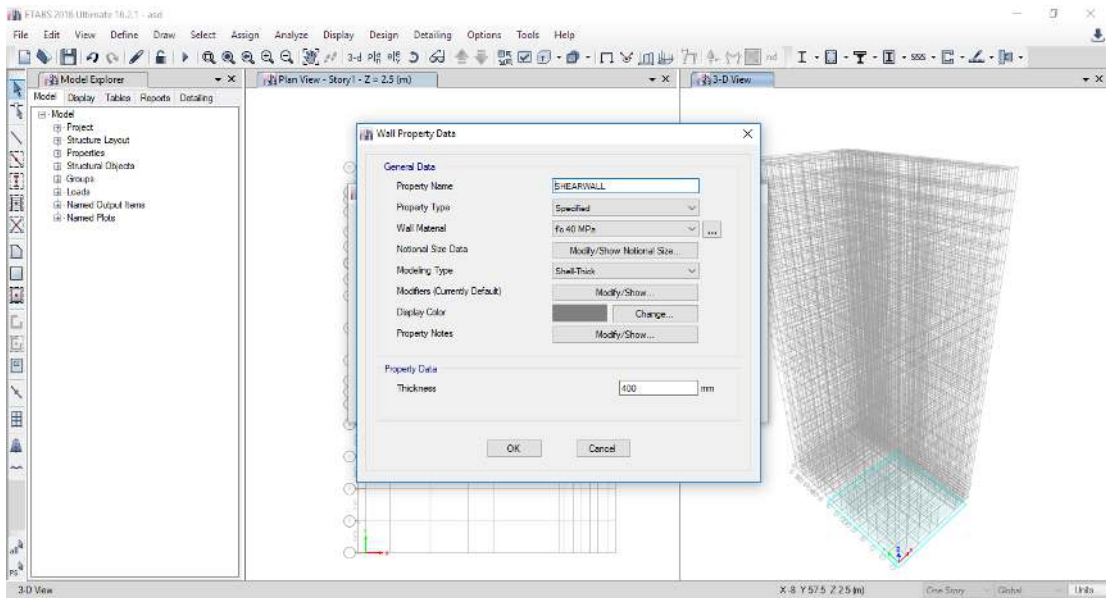 ETABS 2016 Ultimate 16.2.1 - asd
File Edit View Define Draw Select Assign Analyze Display Design Detailing Options Tools Help
3-d
nd
Model Explorer
Plan View - Story1 - Z = 2.5 (m)
3-D View
Model Display Tables Reports Detailing
Model
Project
Structure Layout
Properties
Structural Objects
Groups
Loads
Named Output Items
Named Plots
Wall Property Data
General Data
Property Name SHEARWALL
Property Type Specified
Wall Material fc 40 MPa ...
Notional Size Data Modify/Show Notional Size...
Modeling Type Shell-Thick
Modifiers (Currently Default) Modify/Show...
Display Color Change...
Property Notes Modify/Show...
Property Data
Thickness 400 mm
OK Cancel
3-D View
X -8 Y 57.5 Z 2.5 (m) One Story Global Units